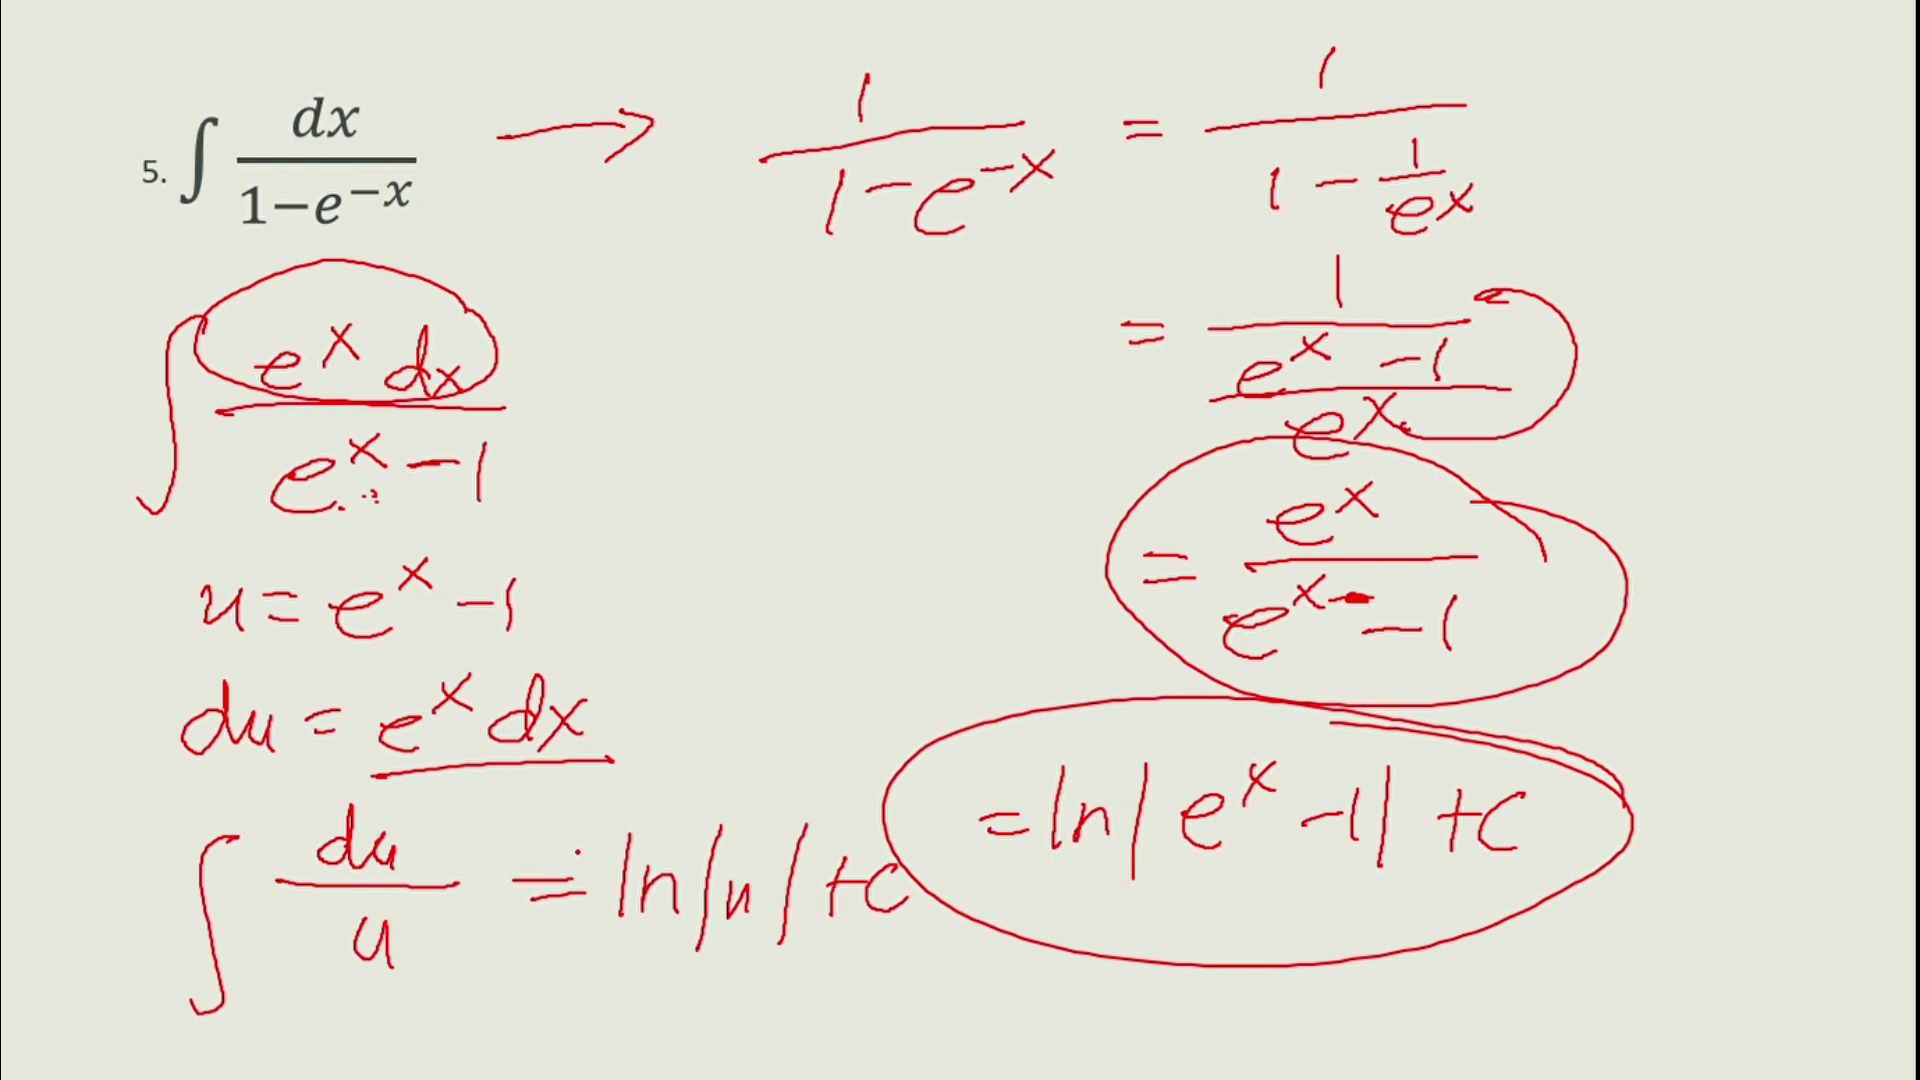 5. ∫ dx / (1−e^−x) → 1 / (1−e^−x) = 1 / (1 − 1/e^x)
= 1 / ((e^x −1) / e^x)
∫ e^x dx / (e^x −1)
= e^x / (e^x −1)
u = e^x −1
du = e^x dx
∫ du / u = ln|u| +C
= ln|e^x −1| +C